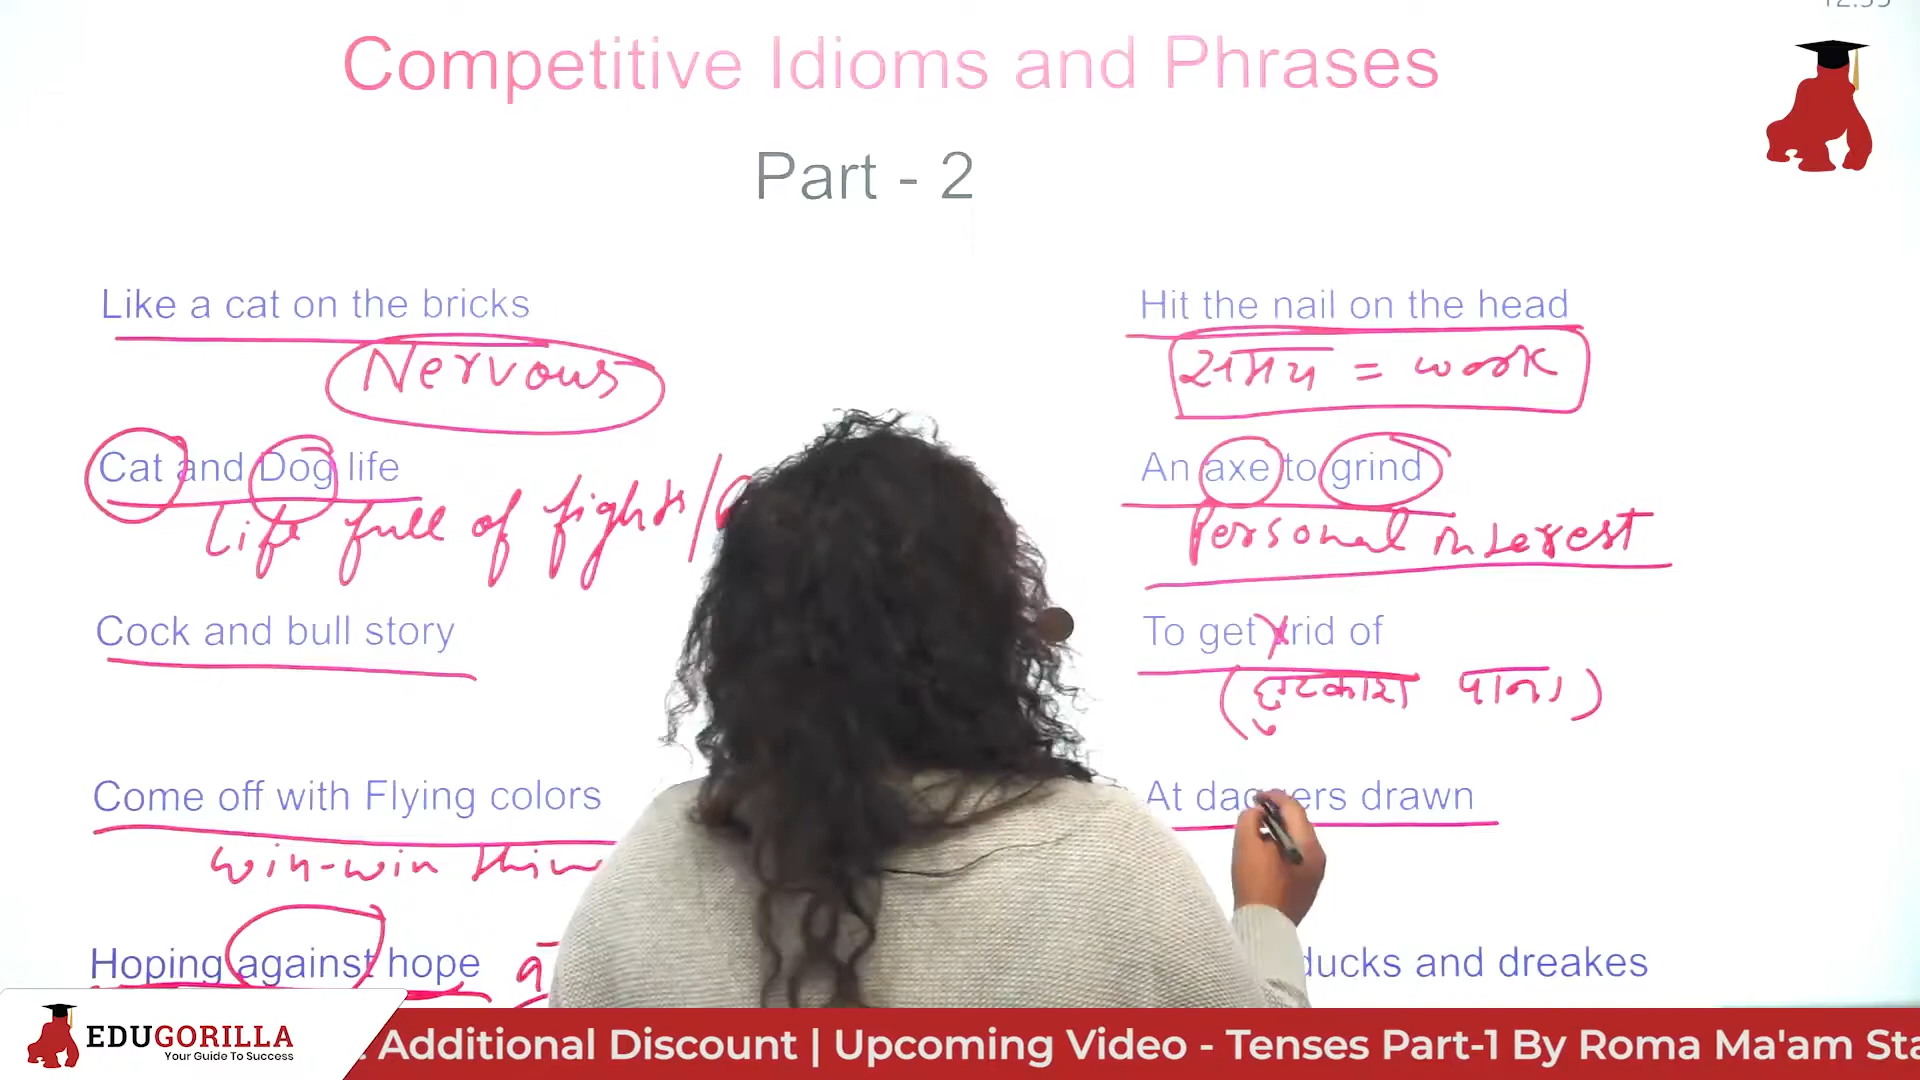 Competitive Idioms and Phrases
Part - 2
Like a cat on the bricks
Nervous
Cat and Dog life
Life full of fights/
Cock and bull story
Come off with Flying colors
win-win
Hoping against hope
Hit the nail on the head
समय = work
An axe to grind
Personal interest
To get rid of
(छुटकारा पाना)
At daggers drawn
ducks and dreakes
EDUGORILLA
Your Guide To Success
Additional Discount | Upcoming Video - Tenses Part-1 By Roma Ma'am